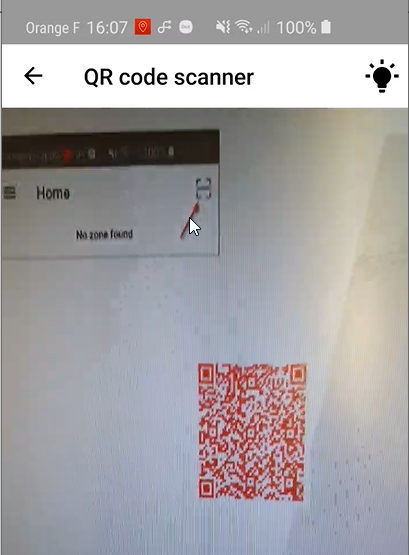 Orange F 16:07 100%
QR code scanner
Home
No zone found